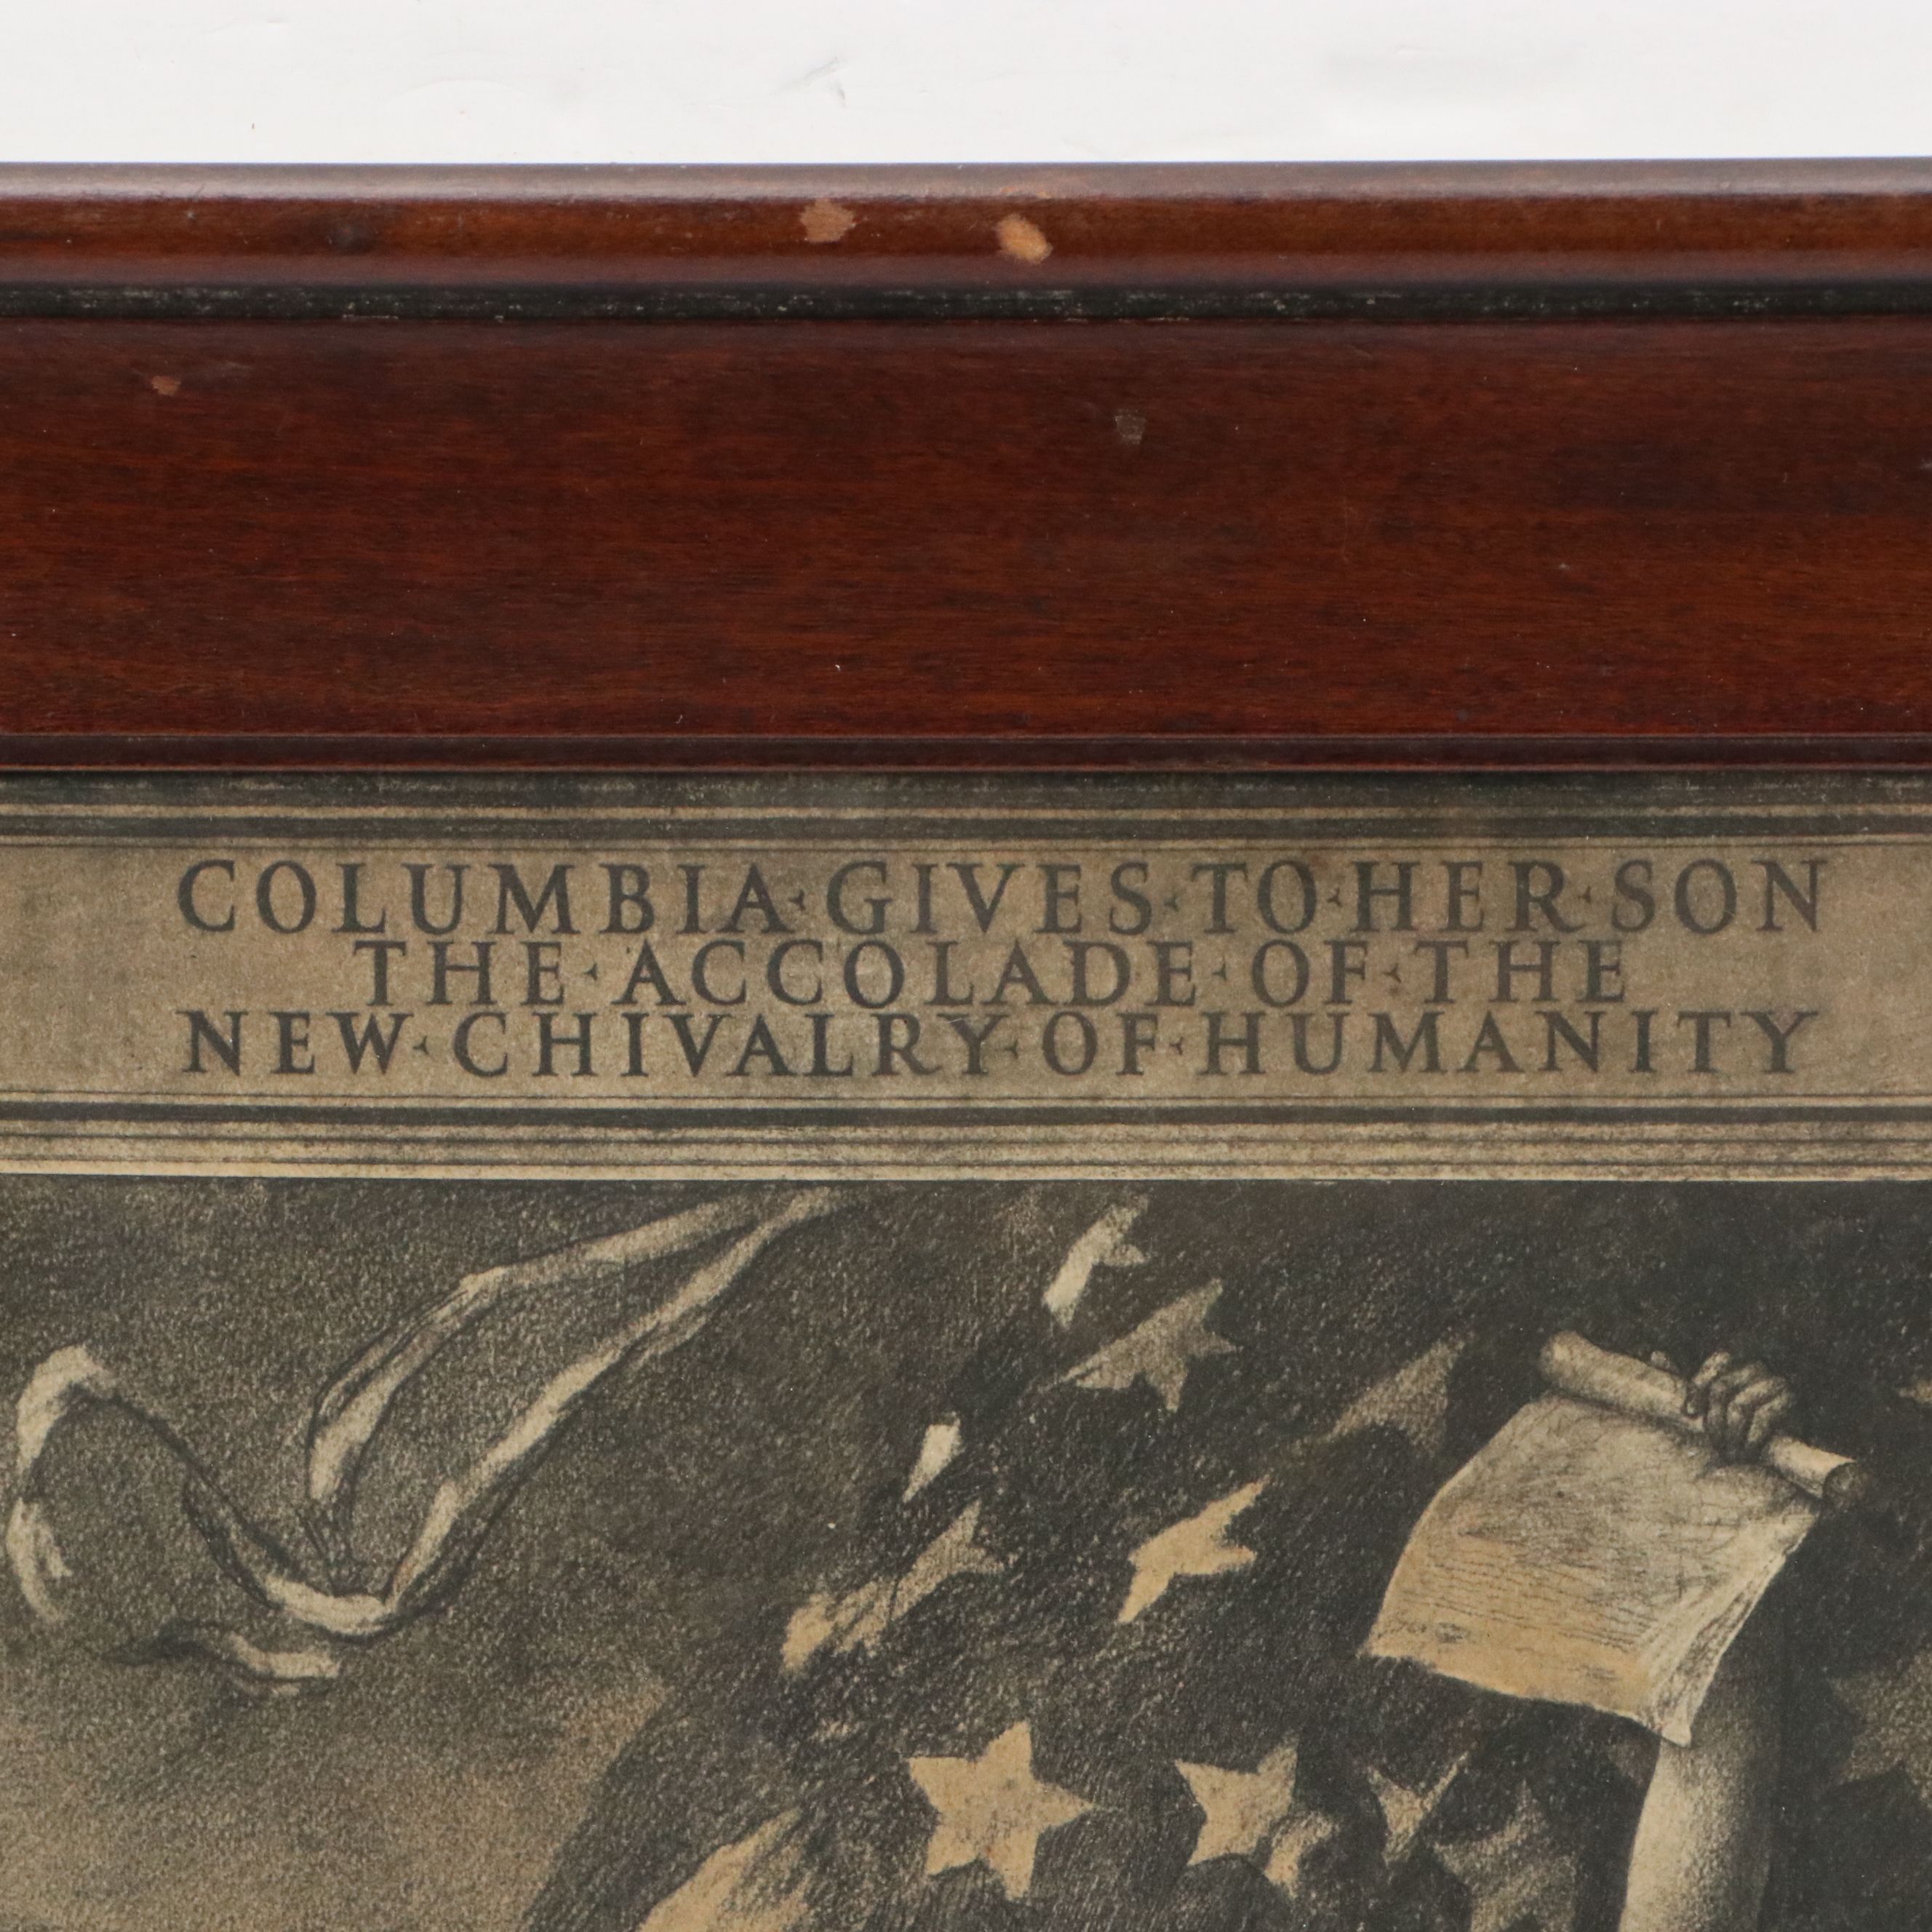 COLUMBIA·GIVES·TO·HER·SON
THE·ACCOLADE·OF·THE
NEW·CHIVALRY·OF·HUMANITY